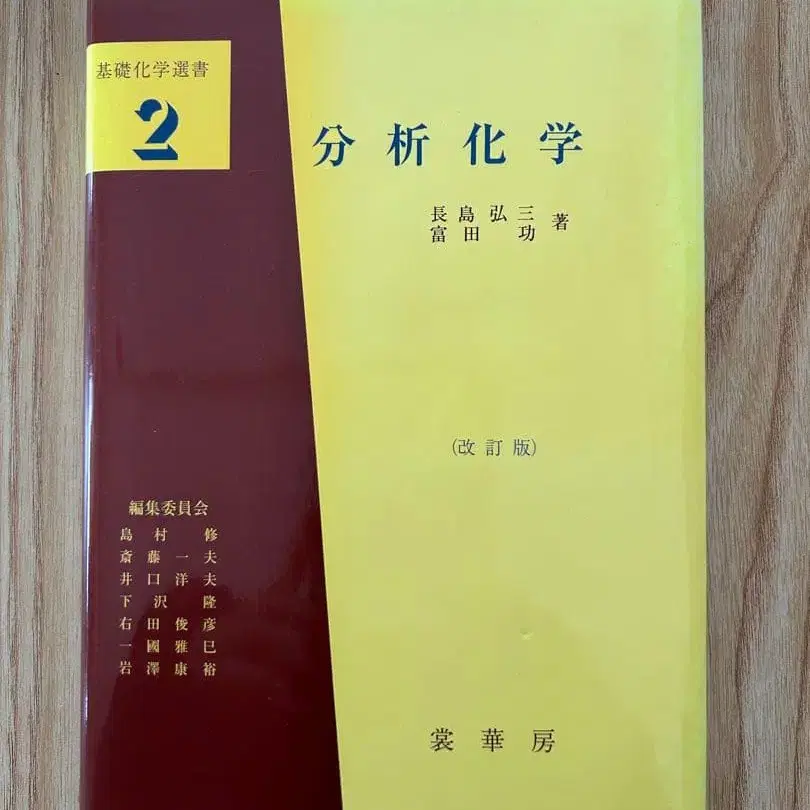 基礎化学選書
2
分析化学
長島弘三
富田功 著
(改訂版)
編集委員会
島村修
斎藤一夫
井口洋夫
下沢隆
右田俊彦
一國雅巳
岩澤康裕
裳華房